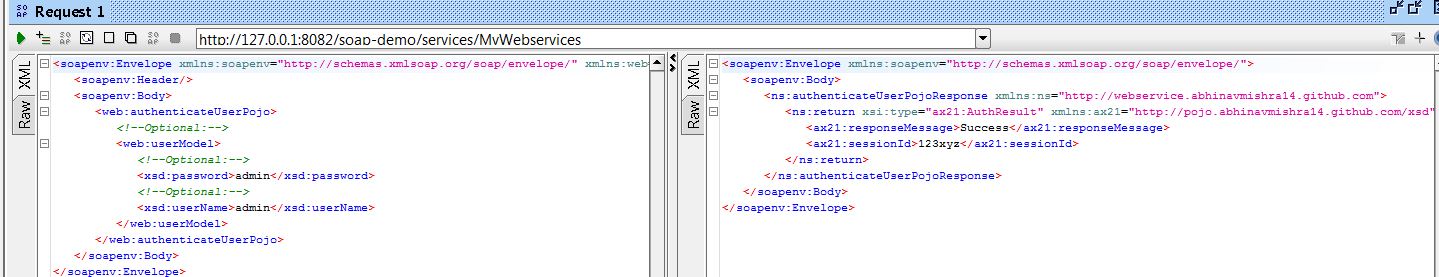 Request 1
http://127.0.0.1:8082/soap-demo/services/MyWebservices
XML
Raw
<soapenv:Envelope xmlns:soapenv="http://schemas.xmlsoap.org/soap/envelope/" xmlns:web
<soapenv:Header/>
<soapenv:Body>
<web:authenticateUserPojo>
<!--Optional:-->
<web:userModel>
<!--Optional:-->
<xsd:password>admin</xsd:password>
<!--Optional:-->
<xsd:userName>admin</xsd:userName>
</web:userModel>
</web:authenticateUserPojo>
</soapenv:Body>
</soapenv:Envelope>
XML
Raw
<soapenv:Envelope xmlns:soapenv="http://schemas.xmlsoap.org/soap/envelope/">
<soapenv:Body>
<ns:authenticateUserPojoResponse xmlns:ns="http://webservice.abhinavmishra14.github.com">
<ns:return xsi:type="ax21:AuthResult" xmlns:ax21="http://pojo.abhinavmishra14.github.com/xsd"
<ax21:responseMessage>Success</ax21:responseMessage>
<ax21:sessionId>123xyz</ax21:sessionId>
</ns:return>
</ns:authenticateUserPojoResponse>
</soapenv:Body>
</soapenv:Envelope>